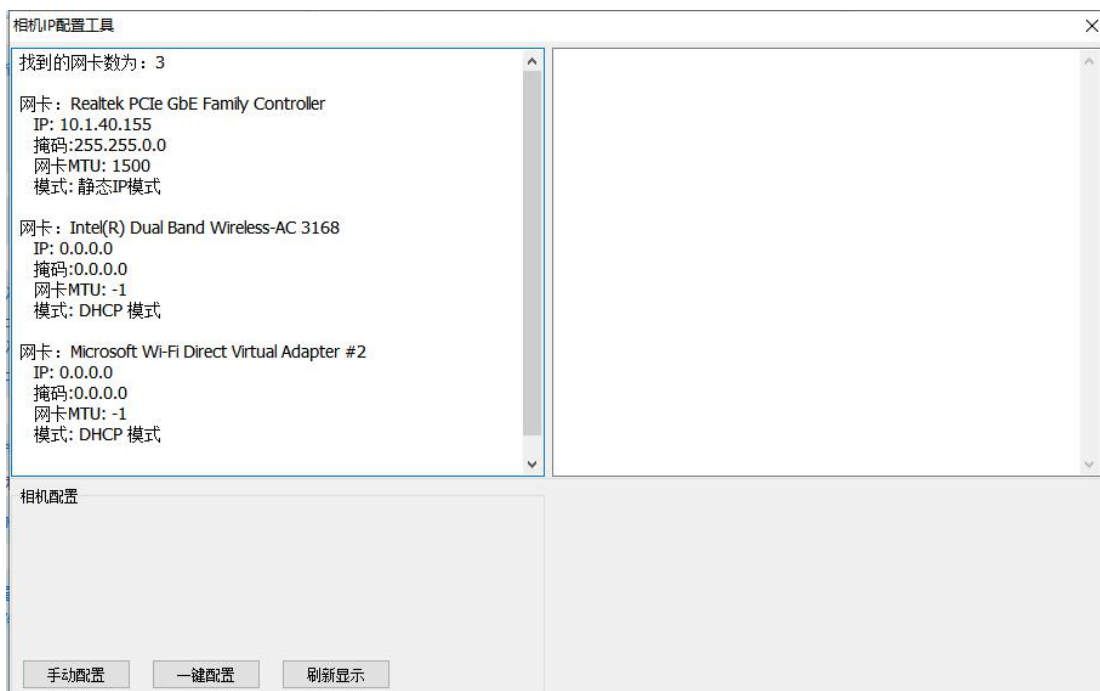 相机IP配置工具
找到的网卡数为：3
网卡：Realtek PCIe GbE Family Controller
IP: 10.1.40.155
掩码:255.255.0.0
网卡MTU: 1500
模式: 静态IP模式
网卡：Intel(R) Dual Band Wireless-AC 3168
IP: 0.0.0.0
掩码:0.0.0.0
网卡MTU: -1
模式: DHCP 模式
网卡：Microsoft Wi-Fi Direct Virtual Adapter #2
IP: 0.0.0.0
掩码:0.0.0.0
网卡MTU: -1
模式: DHCP 模式
相机配置
手动配置 一键配置 刷新显示